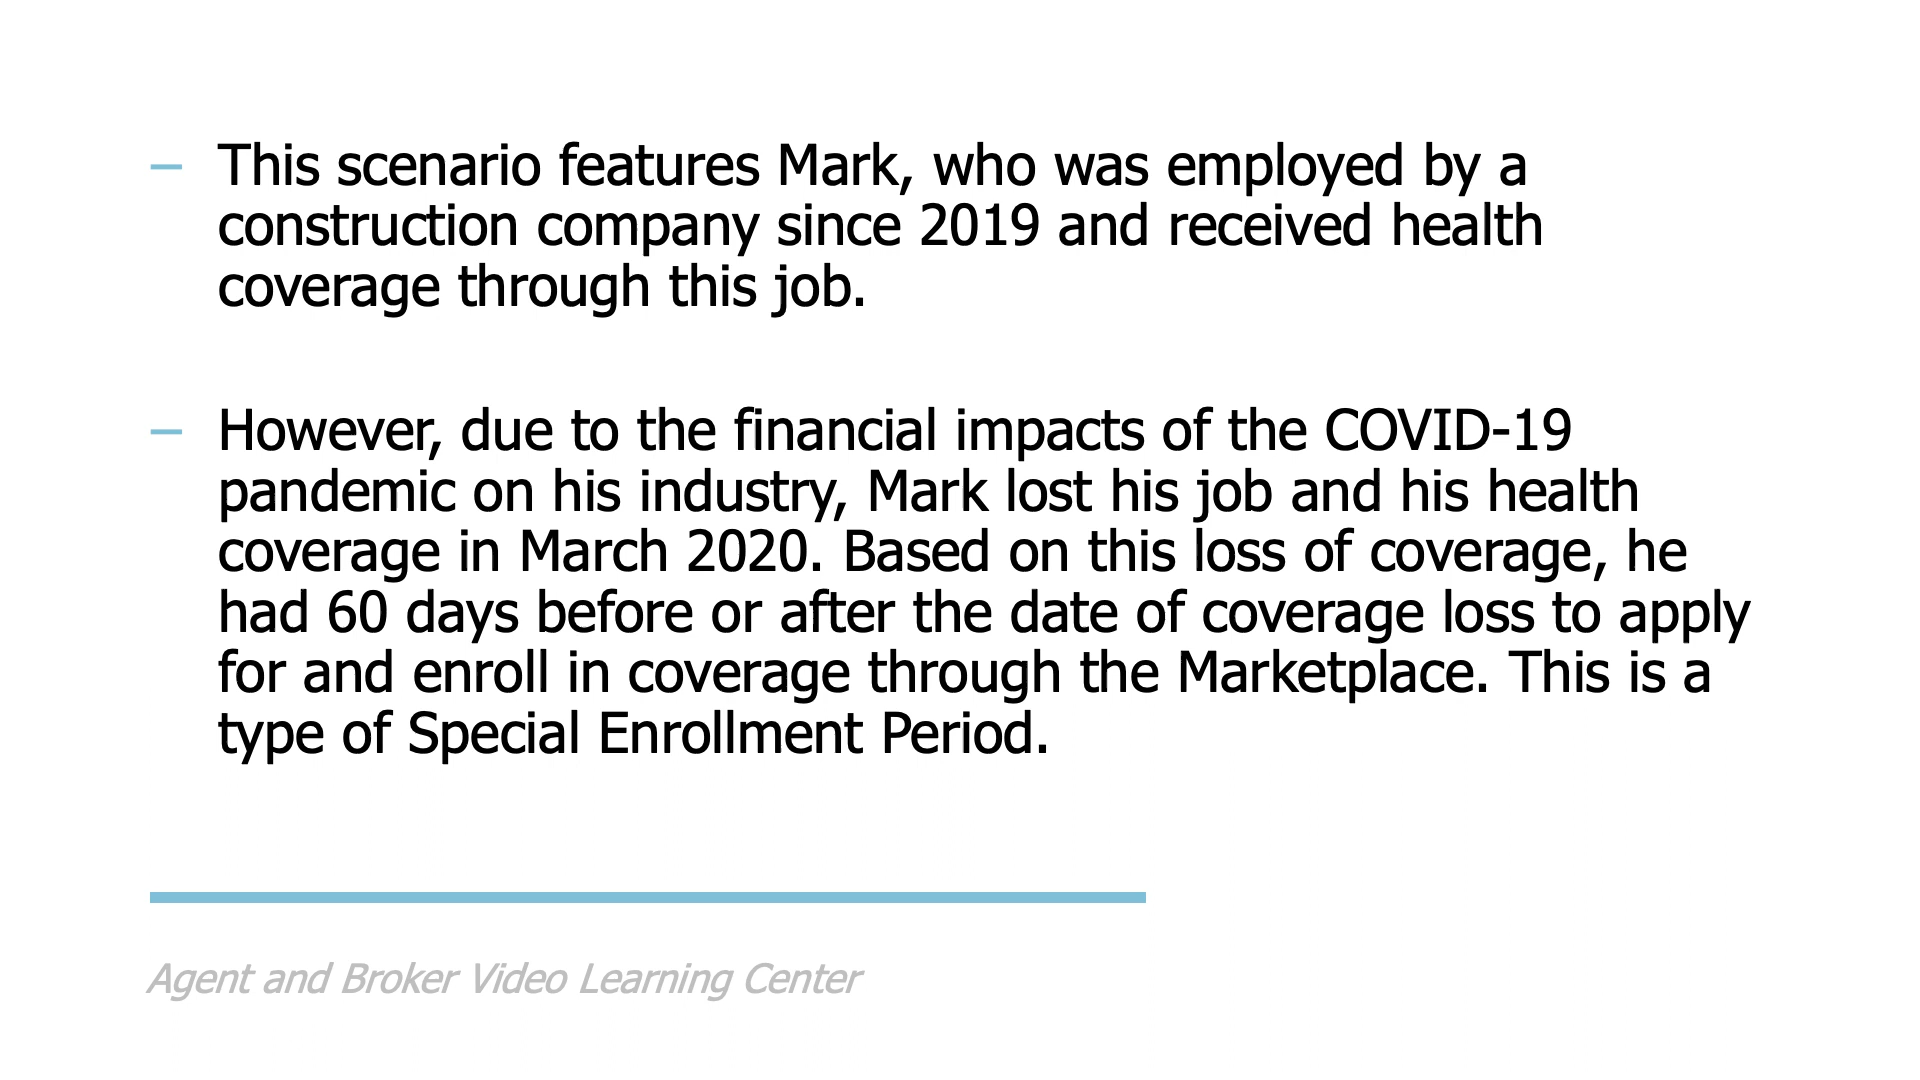 – This scenario features Mark, who was employed by a
construction company since 2019 and received health
coverage through this job.
– However, due to the financial impacts of the COVID-19
pandemic on his industry, Mark lost his job and his health
coverage in March 2020. Based on this loss of coverage, he
had 60 days before or after the date of coverage loss to apply
for and enroll in coverage through the Marketplace. This is a
type of Special Enrollment Period.
Agent and Broker Video Learning Center